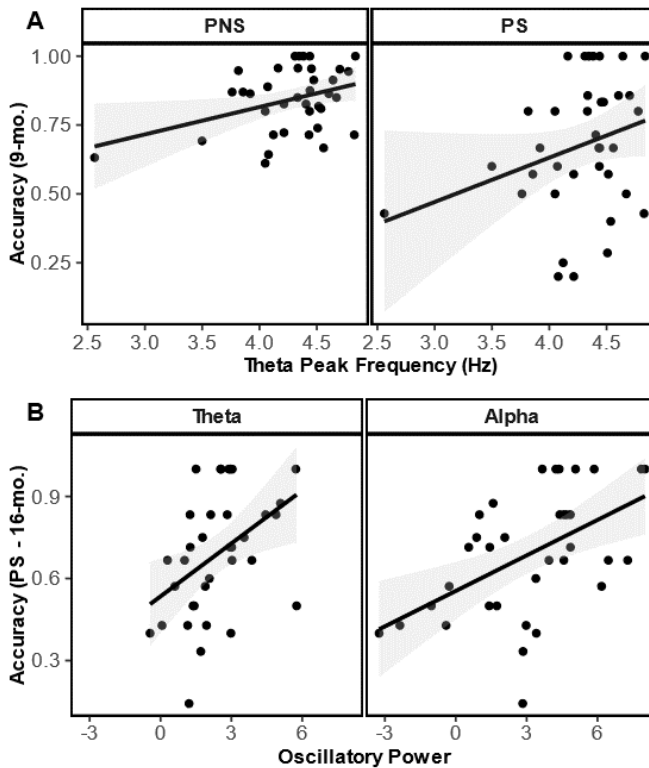 A
PNS PS
Accuracy (9-mo.)
1.00
0.75
0.50
0.25
2.5 3.0 3.5 4.0 4.5 2.5 3.0 3.5 4.0 4.5
Theta Peak Frequency (Hz)
B
Theta Alpha
Accuracy (PS - 16-mo.)
0.9
0.6
0.3
-3 0 3 6 -3 0 3 6
Oscillatory Power